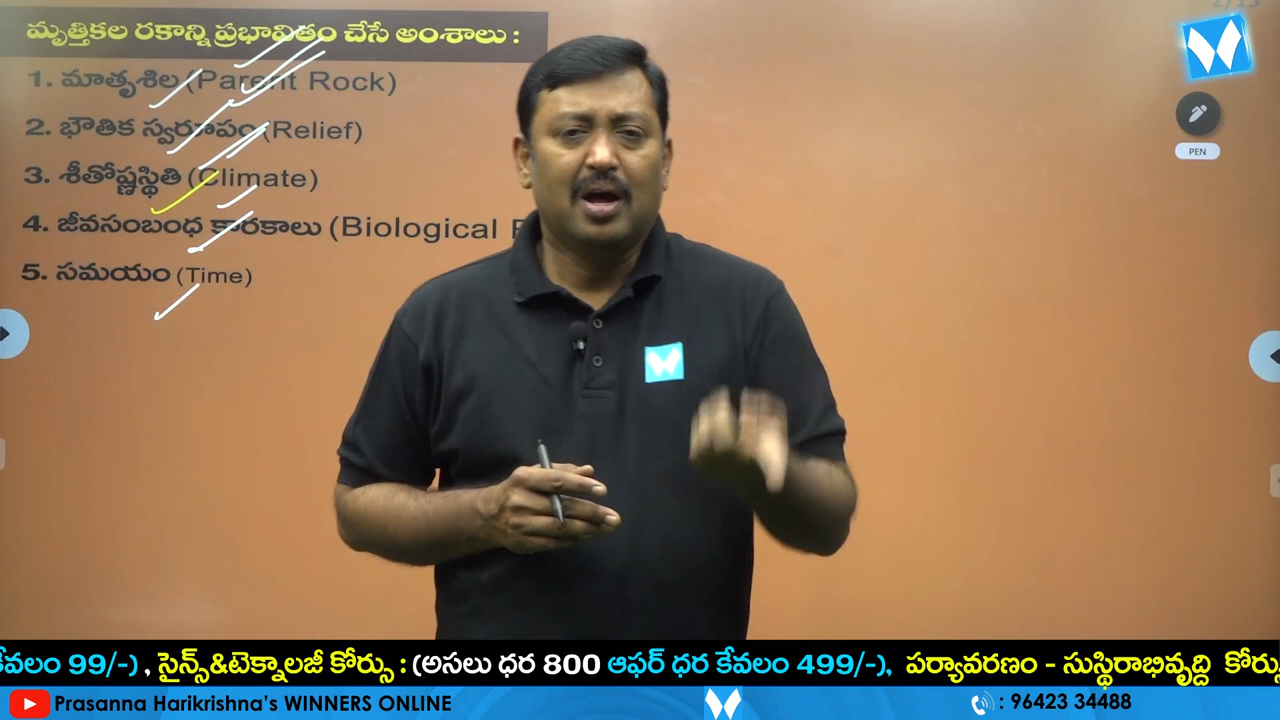 2/15
మృత్తికల రకాన్ని ప్రభావితం చేసే అంశాలు :
1. మాతృశిల (Parent Rock)
2. భౌతిక స్వరూపం (Relief)
3. శీతోష్ణస్థితి (Climate)
4. జీవసంబంధ కారకాలు (Biological
5. సమయం (Time)
PEN
కేవలం 99/-) , సైన్స్&టెక్నాలజీ కోర్సు : (అసలు ధర 800 ఆఫర్ ధర కేవలం 499/-), పర్యావరణం - సుస్థిరాభివృద్ధి కోర్సు
Prasanna Harikrishna's WINNERS ONLINE
: 96423 34488